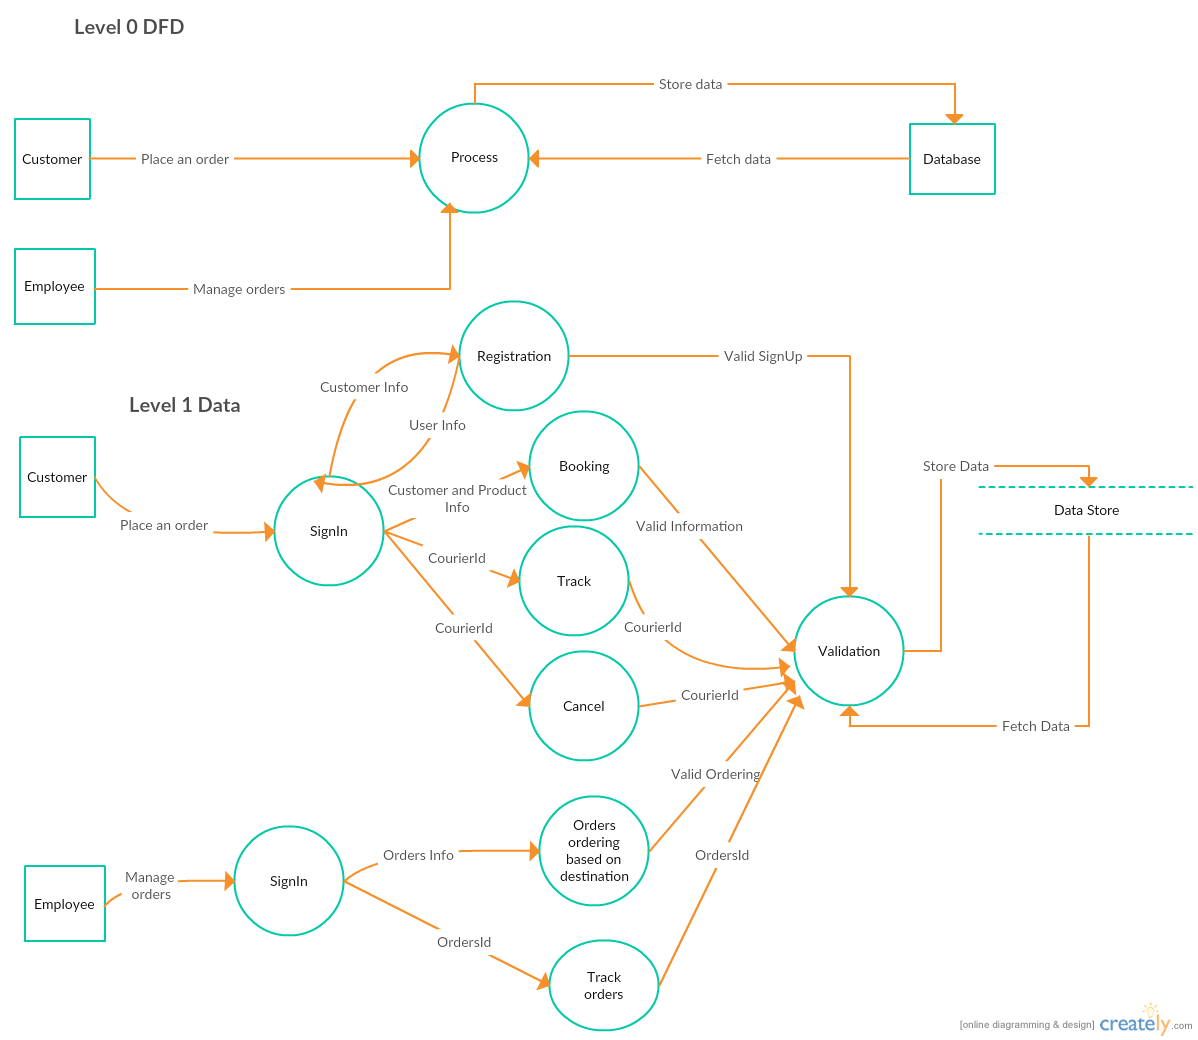 Level 0 DFD
Store data
Customer
Place an order
Process
Fetch data
Database
Employee
Manage orders
Registration
Valid SignUp
Customer Info
Level 1 Data
User Info
Customer
Booking
Store Data
Customer and Product
Info
Data Store
Place an order
SignIn
Valid Information
CourierId
Track
CourierId
CourierId
Validation
Cancel
CourierId
Fetch Data
Valid Ordering
Orders
ordering
based on
destination
Orders Info
OrdersId
Manage
orders
SignIn
Employee
OrdersId
Track
orders
[online diagramming & design] creately.com